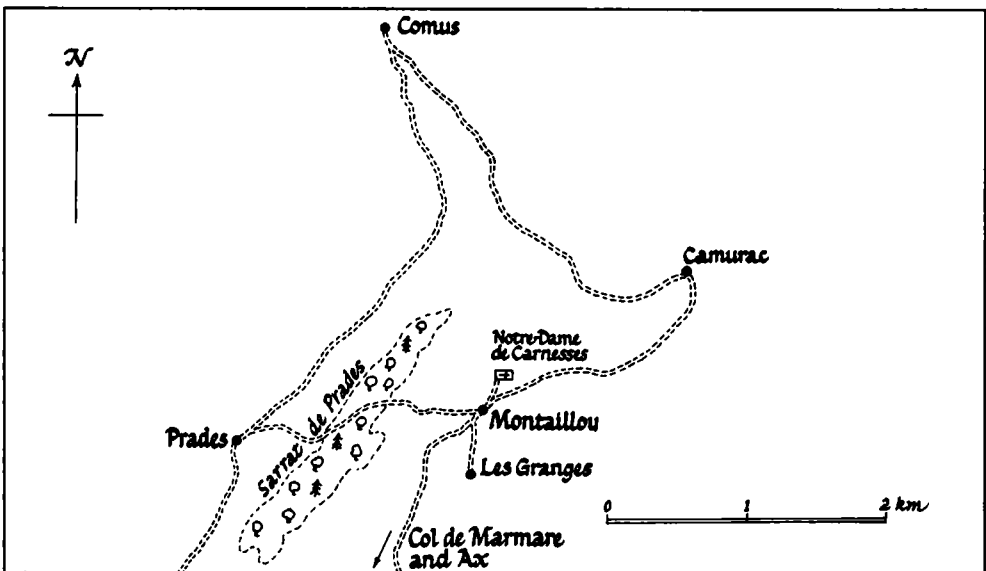 Comus
N
Camurac
Notre-Dame
de Carnesses
Sarrat de Prades
Montaillou
Prades
Les Granges
0 1 2 km
Col de Marmare
and Ax